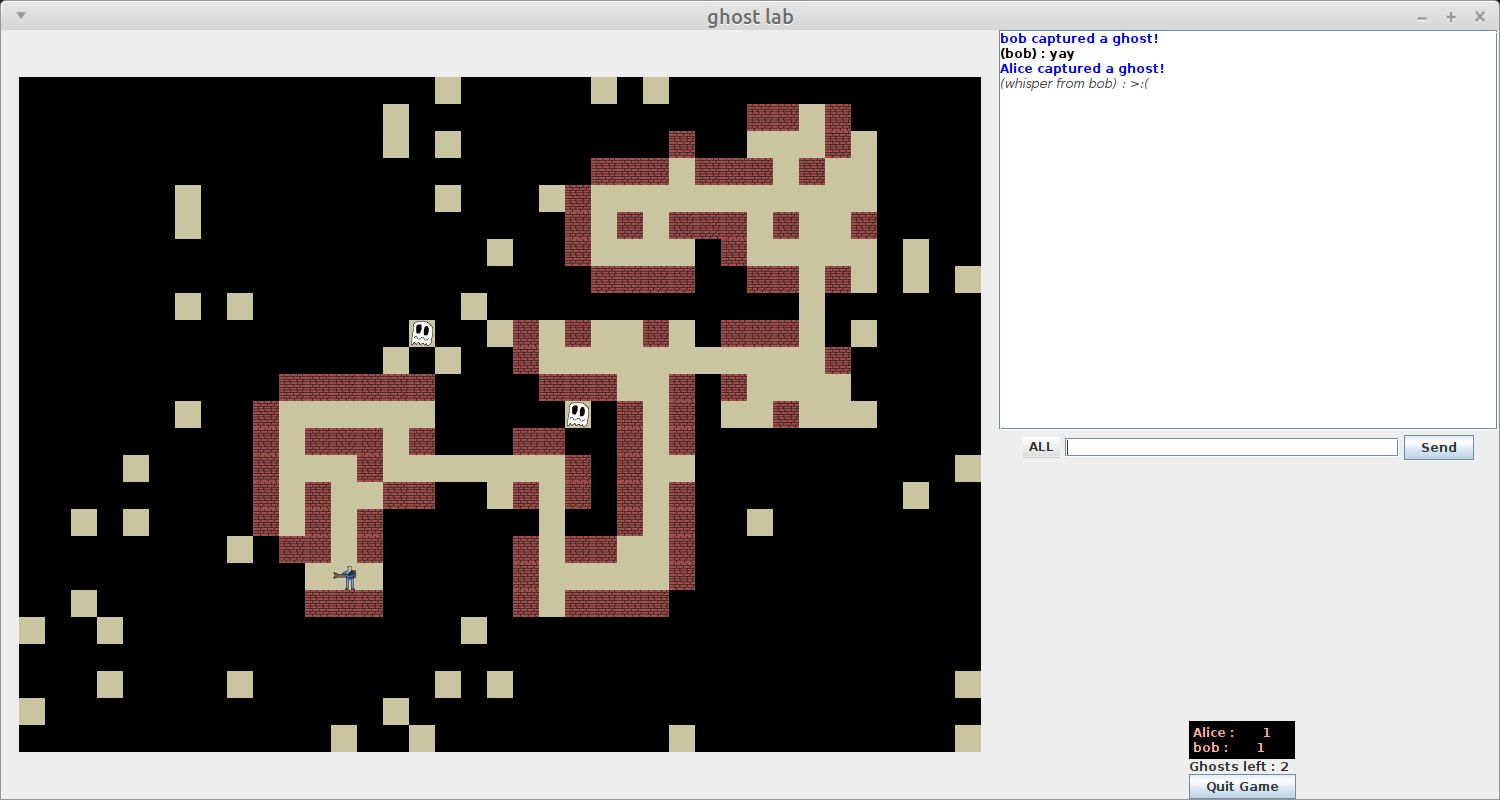 ghost lab
bob captured a ghost!
(bob) : yay
Alice captured a ghost!
(whisper from bob) : >:(
ALL
Send
Alice : 1
bob : 1
Ghosts left : 2
Quit Game